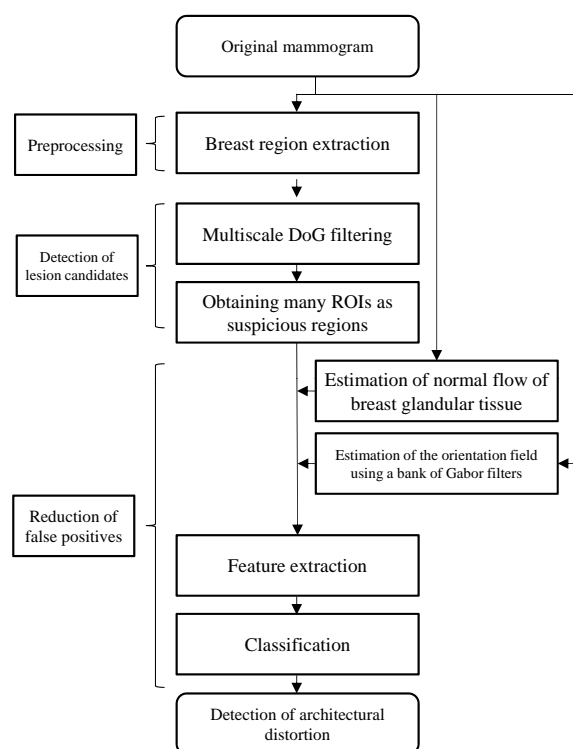 Original mammogram
Preprocessing
Breast region extraction
Multiscale DoG filtering
Detection of
lesion candidates
Obtaining many ROIs as
suspicious regions
Estimation of normal flow of
breast glandular tissue
Estimation of the orientation field
using a bank of Gabor filters
Reduction of
false positives
Feature extraction
Classification
Detection of architectural
distortion